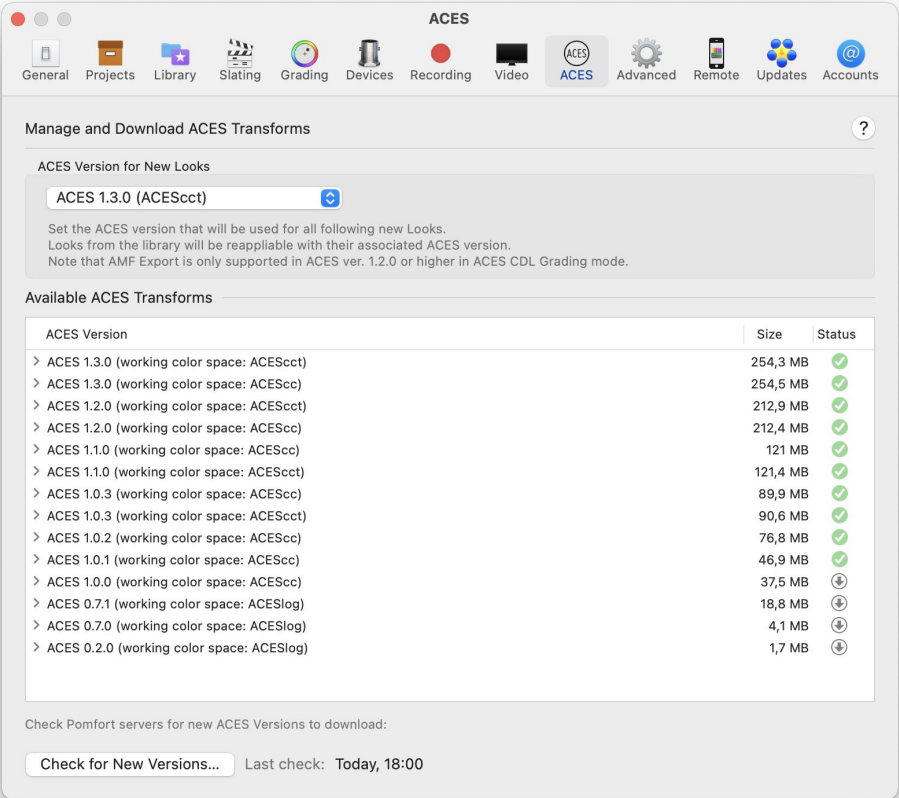 ACES
General Projects Library Slating Grading Devices Recording Video ACES ACES Advanced Remote @ Updates Accounts
Manage and Download ACES Transforms ?
ACES Version for New Looks
ACES 1.3.0 (ACEScct)
Set the ACES version that will be used for all following new Looks.
Looks from the library will be reappliable with their associated ACES version.
Note that AMF Export is only supported in ACES ver. 1.2.0 or higher in ACES CDL Grading mode.
Available ACES Transforms
ACES Version Size Status
ACES 1.3.0 (working color space: ACEScct) 254,3 MB
ACES 1.3.0 (working color space: ACEScc) 254,5 MB
ACES 1.2.0 (working color space: ACEScct) 212,9 MB
ACES 1.2.0 (working color space: ACEScc) 212,4 MB
ACES 1.1.0 (working color space: ACEScc) 121 MB
ACES 1.1.0 (working color space: ACEScct) 121,4 MB
ACES 1.0.3 (working color space: ACEScc) 89,9 MB
ACES 1.0.3 (working color space: ACEScct) 90,6 MB
ACES 1.0.2 (working color space: ACEScc) 76,8 MB
ACES 1.0.1 (working color space: ACEScc) 46,9 MB
ACES 1.0.0 (working color space: ACEScc) 37,5 MB
ACES 0.7.1 (working color space: ACESlog) 18,8 MB
ACES 0.7.0 (working color space: ACESlog) 4,1 MB
ACES 0.2.0 (working color space: ACESlog) 1,7 MB
Check Pomfort servers for new ACES Versions to download:
Check for New Versions... Last check: Today, 18:00